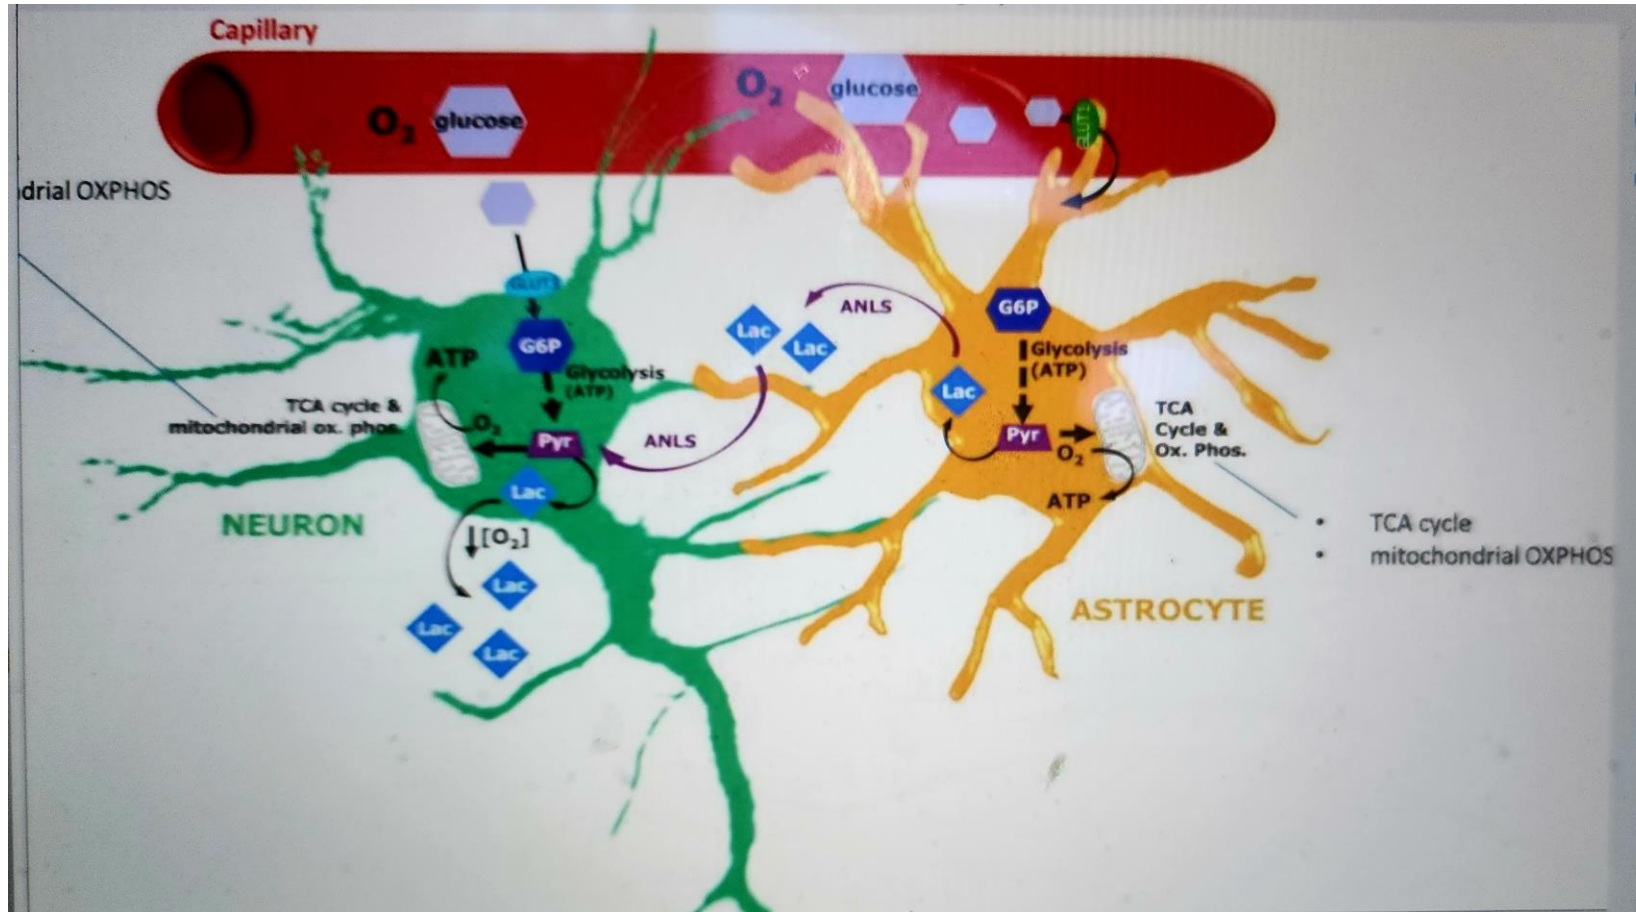 Capillary
O₂ glucose
O₂ glucose
GLUT1
drial OXPHOS
GLUT3
G6P
ATP
Glycolysis
(ATP)
TCA cycle &
mitochondrial ox. phos.
O₂
Pyr
Lac
NEURON
↓[O₂]
Lac
Lac
Lac
ANLS
Lac
Lac
ANLS
G6P
Glycolysis
(ATP)
Lac
Pyr
O₂
TCA
Cycle &
Ox. Phos.
ATP
ASTROCYTE
• TCA cycle
• mitochondrial OXPHOS